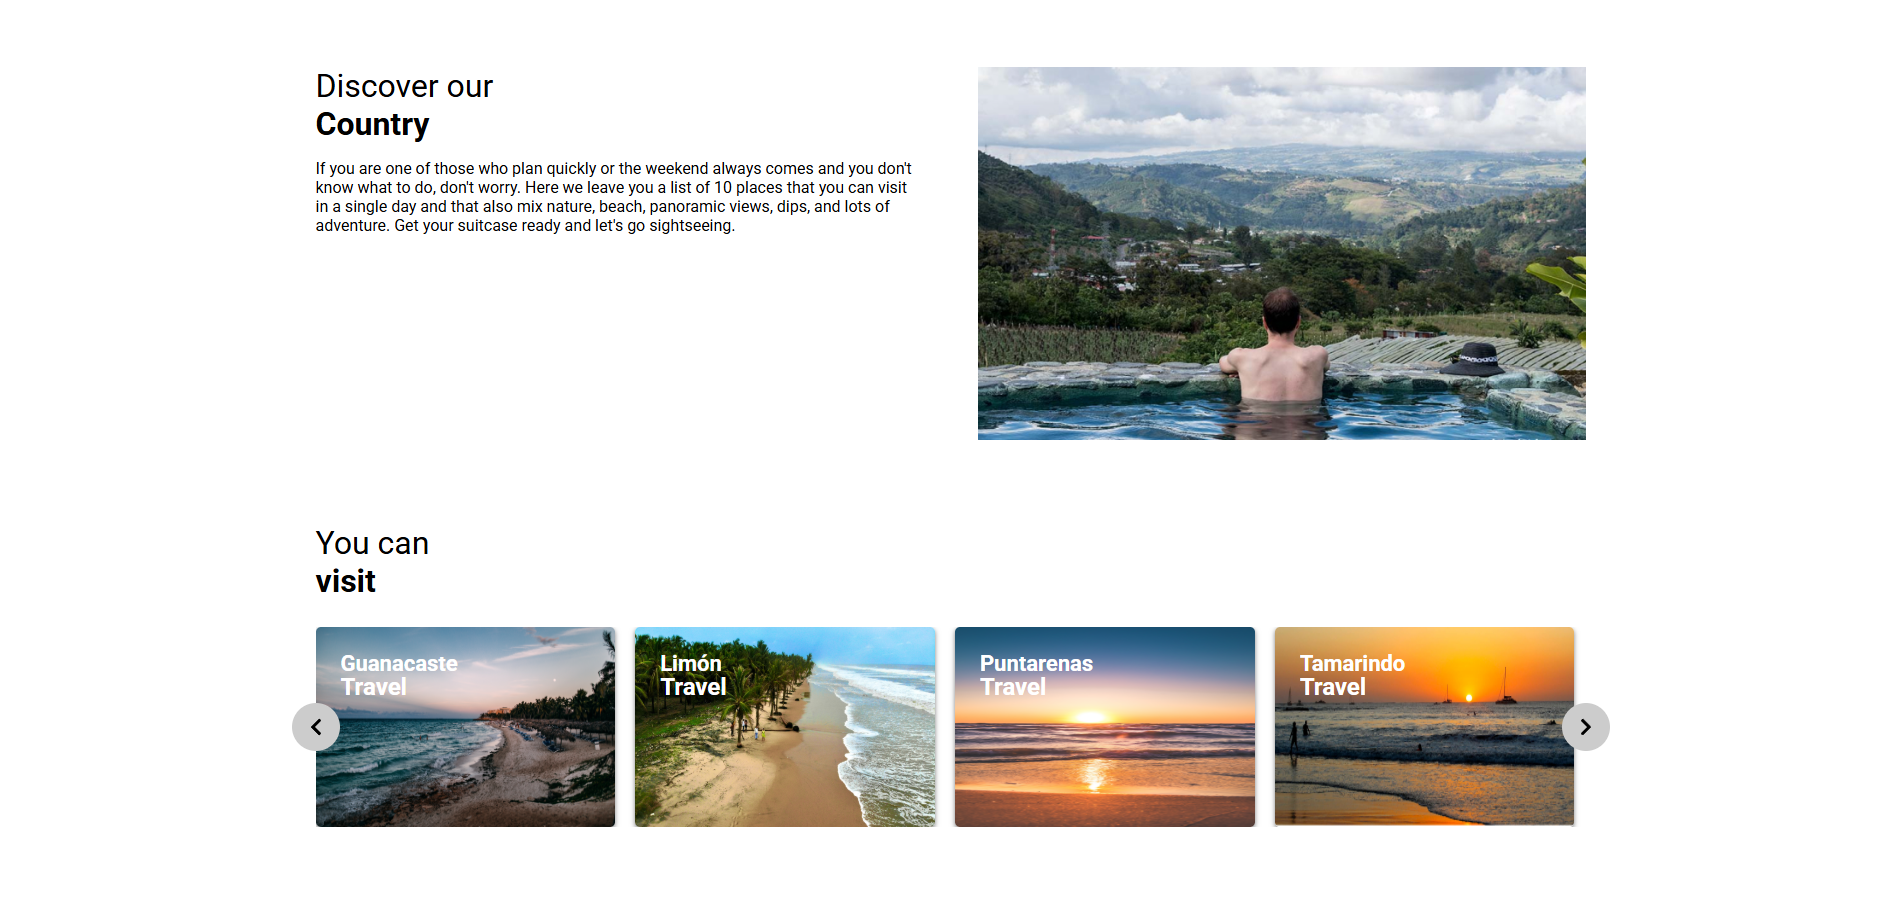 Discover our
Country
If you are one of those who plan quickly or the weekend always comes and you don't
know what to do, don't worry. Here we leave you a list of 10 places that you can visit
in a single day and that also mix nature, beach, panoramic views, dips, and lots of
adventure. Get your suitcase ready and let's go sightseeing.
You can
visit
Guanacaste
Travel
Limón
Travel
Puntarenas
Travel
Tamarindo
Travel